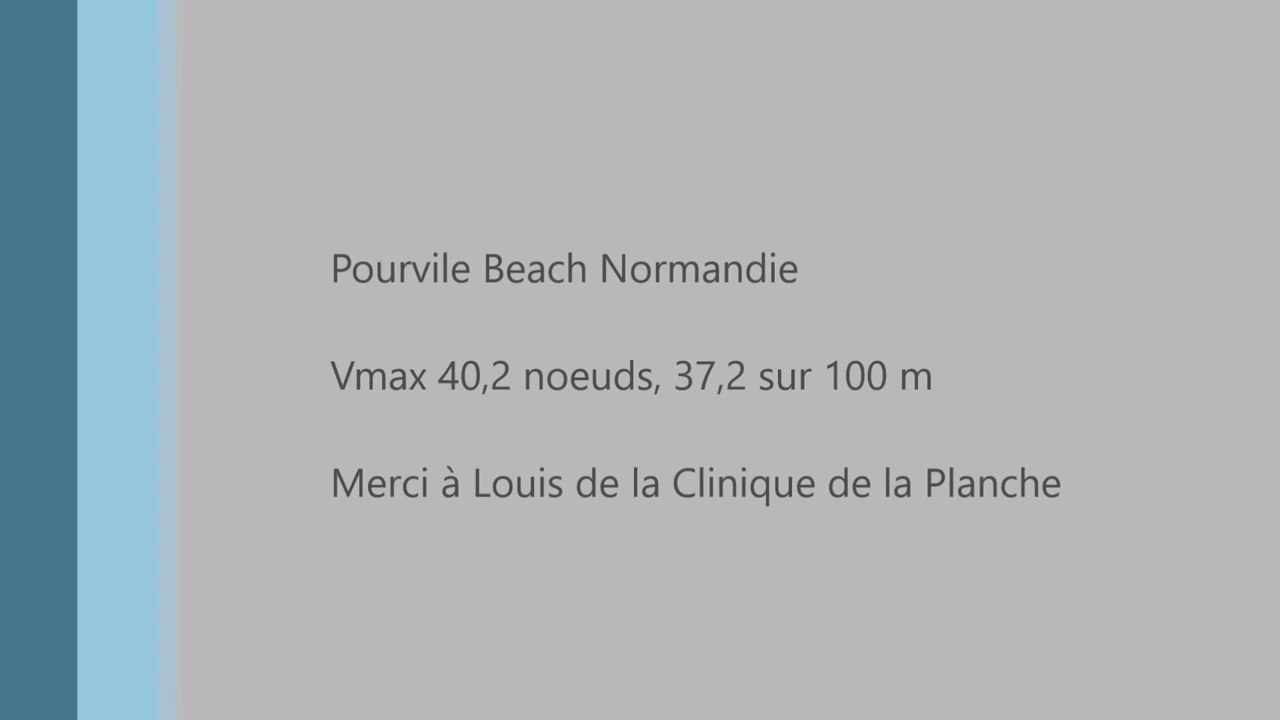 Pourvile Beach Normandie
Vmax 40,2 noeuds, 37,2 sur 100 m
Merci à Louis de la Clinique de la Planche